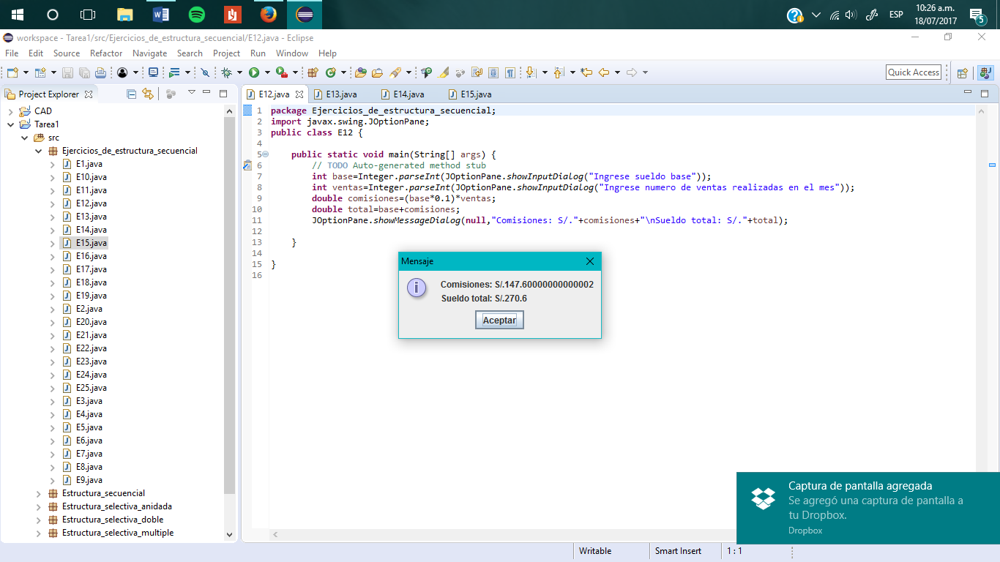 ESP
10:26 a.m.
18/07/2017
5
workspace - Tarea1/src/Ejercicios_de_estructura_secuencial/E12.java - Eclipse
File Edit Source Refactor Navigate Search Project Run Window Help
Quick Access
Project Explorer
E12.java E13.java E14.java E15.java
CAD
Tarea1
src
Ejercicios_de_estructura_secuencial
E1.java
E10.java
E11.java
E12.java
E13.java
E14.java
E15.java
E16.java
E17.java
E18.java
E19.java
E2.java
E20.java
E21.java
E22.java
E23.java
E24.java
E25.java
E3.java
E4.java
E5.java
E6.java
E7.java
E8.java
E9.java
Estructura_secuencial
Estructura_selectiva_anidada
Estructura_selectiva_doble
Estructura_selectiva_multiple
1 package Ejercicios_de_estructura_secuencial;
2 import javax.swing.JOptionPane;
3 public class E12 {
4
5 public static void main(String[] args) {
6 // TODO Auto-generated method stub
7 int base=Integer.parseInt(JOptionPane.showInputDialog("Ingrese sueldo base"));
8 int ventas=Integer.parseInt(JOptionPane.showInputDialog("Ingrese numero de ventas realizadas en el mes"));
9 double comisiones=(base*0.1)*ventas;
10 double total=base+comisiones;
11 JOptionPane.showMessageDialog(null,"Comisiones: S/."+comisiones+"\nSueldo total: S/."+total);
12
13 }
14
15 }
16
Mensaje
Comisiones: S/.147.60000000000002
Sueldo total: S/.270.6
Aceptar
Captura de pantalla agregada
Se agregó una captura de pantalla a
tu Dropbox.
Dropbox
Writable Smart Insert 1 : 1